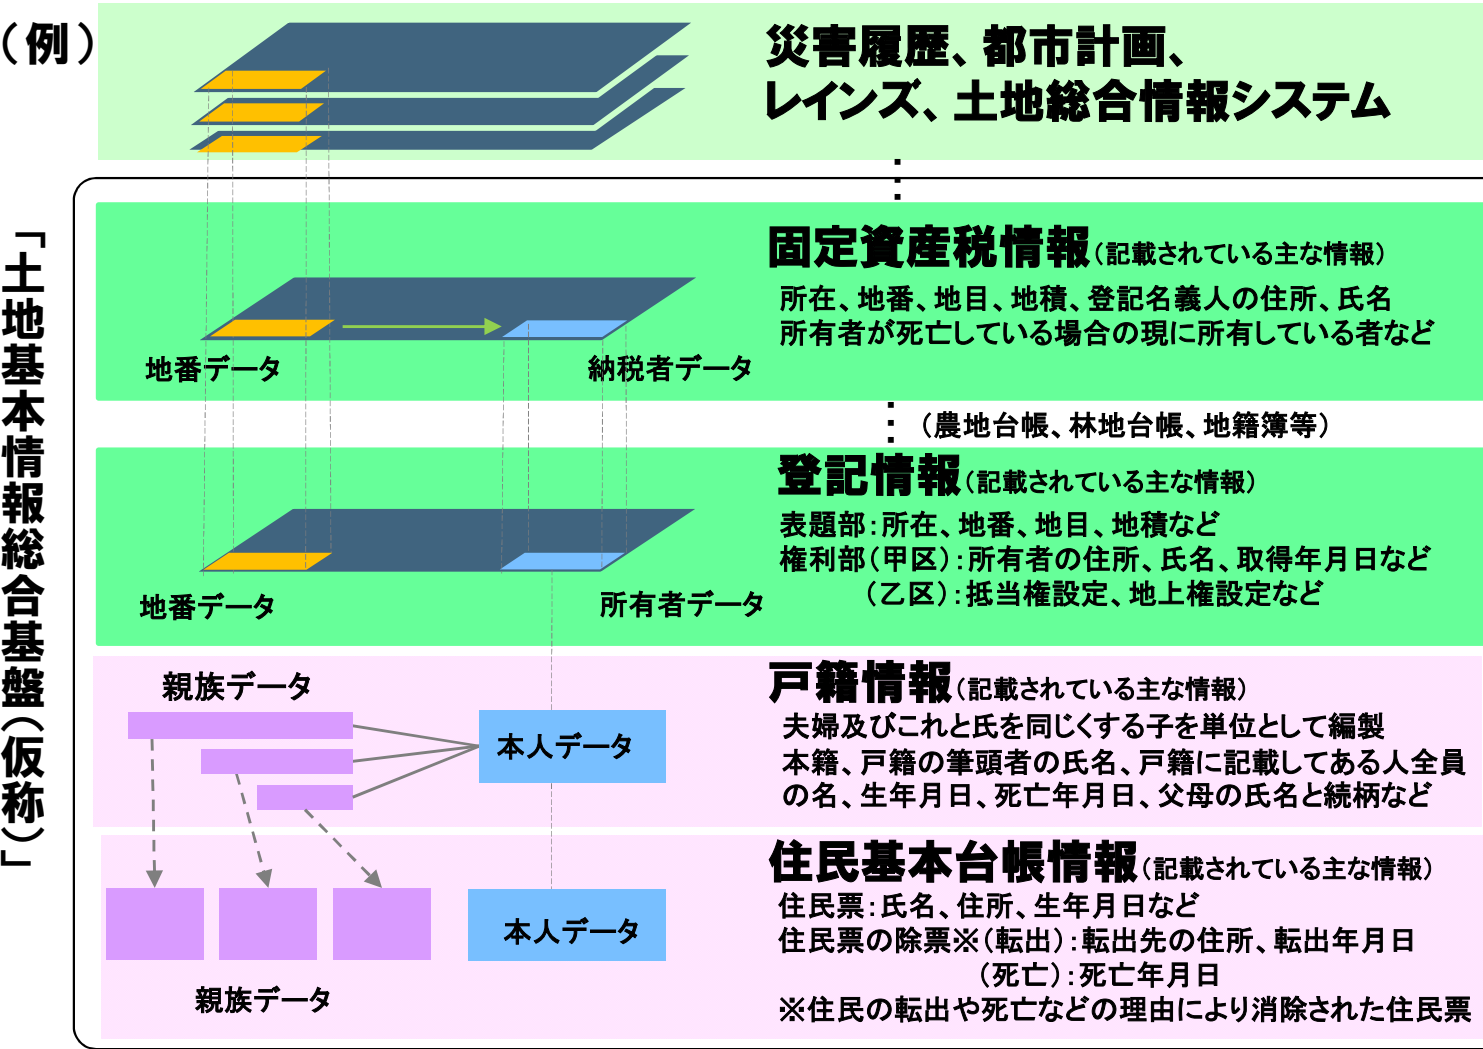 （例）
災害履歴、都市計画、
レインズ、土地総合情報システム
「土地基本情報総合基盤（仮称）」
固定資産税情報（記載されている主な情報）
所在、地番、地目、地積、登記名義人の住所、氏名
所有者が死亡している場合の現に所有している者など
地番データ
納税者データ
（農地台帳、林地台帳、地籍簿等）
登記情報（記載されている主な情報）
表題部：所在、地番、地目、地積など
権利部（甲区）：所有者の住所、氏名、取得年月日など
（乙区）：抵当権設定、地上権設定など
地番データ
所有者データ
戸籍情報（記載されている主な情報）
夫婦及びこれと氏を同じくする子を単位として編製
本籍、戸籍の筆頭者の氏名、戸籍に記載してある人全員
の名、生年月日、死亡年月日、父母の氏名と続柄など
親族データ
本人データ
住民基本台帳情報（記載されている主な情報）
住民票：氏名、住所、生年月日など
住民票の除票※（転出）：転出先の住所、転出年月日
（死亡）：死亡年月日
※住民の転出や死亡などの理由により消除された住民票
本人データ
親族データ